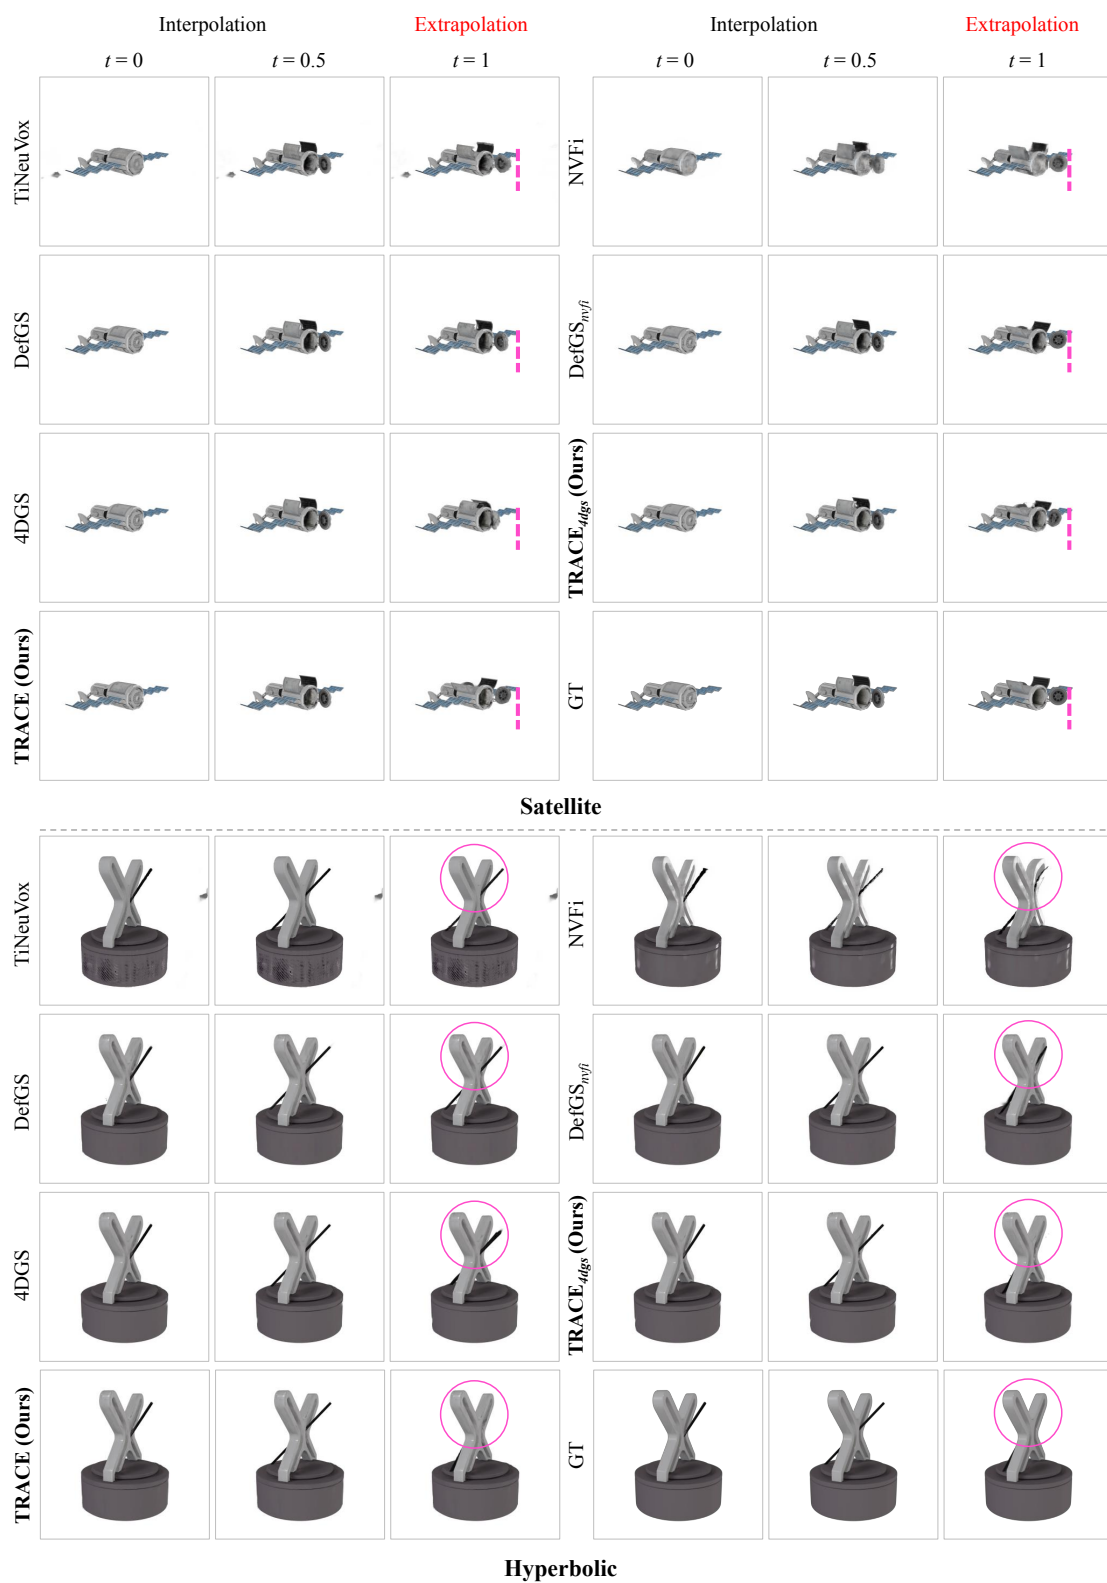 Interpolation Extrapolation Interpolation Extrapolation
t = 0 t = 0.5 t = 1 t = 0 t = 0.5 t = 1
TiNeuVox NVFi
DefGS DefGSnvfi
4DGS TRACE4dgs (Ours)
TRACE (Ours) GT
Satellite
TiNeuVox NVFi
DefGS DefGSnvfi
4DGS TRACE4dgs (Ours)
TRACE (Ours) GT
Hyperbolic